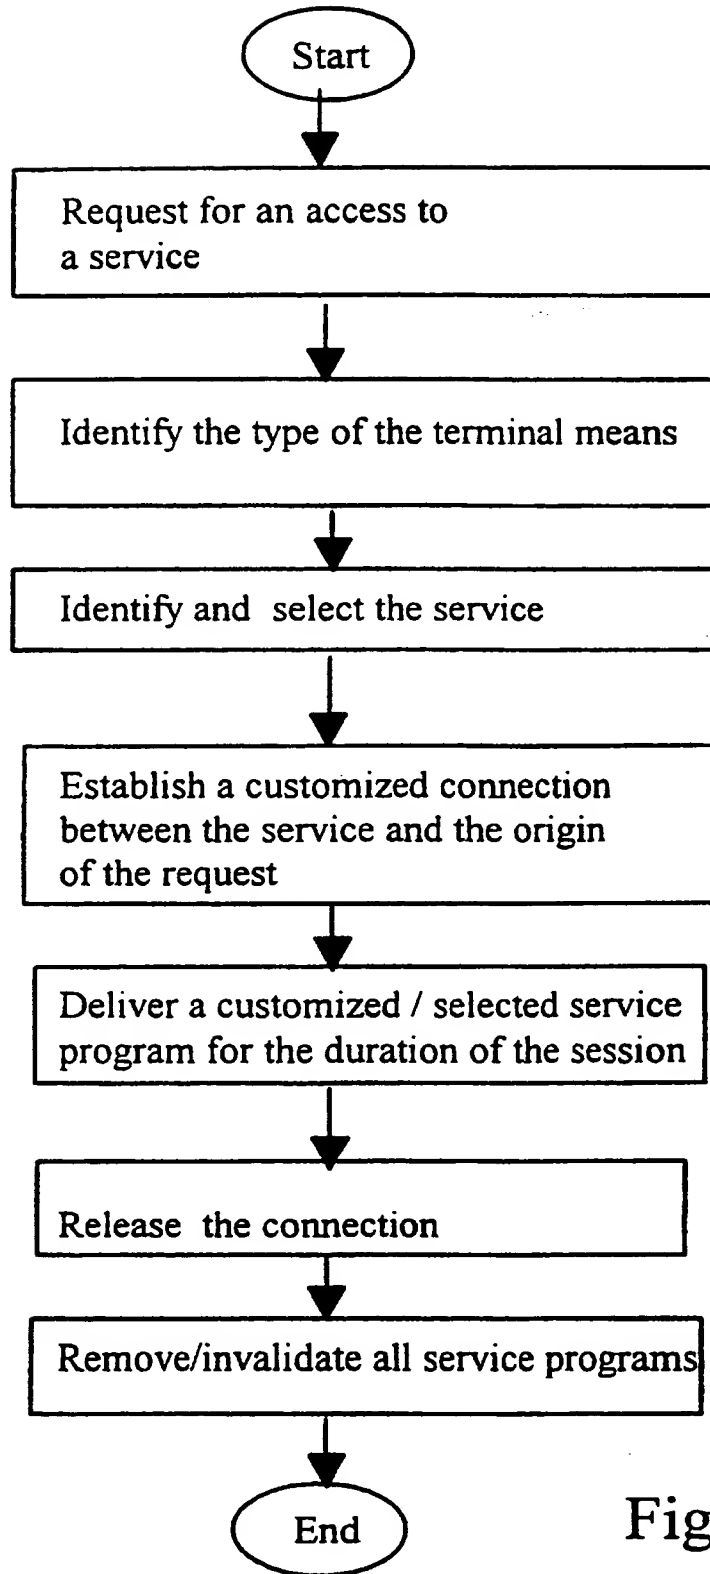 Start
Request for an access to
a service
Identify the type of the terminal means
Identify and select the service
Establish a customized connection
between the service and the origin
of the request
Deliver a customized / selected service
program for the duration of the session
Release the connection
Remove/invalidate all service programs
End
Fig